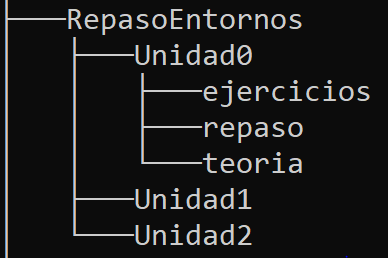 RepasoEntornos
Unidad0
ejercicios
repaso
teoria
Unidad1
Unidad2